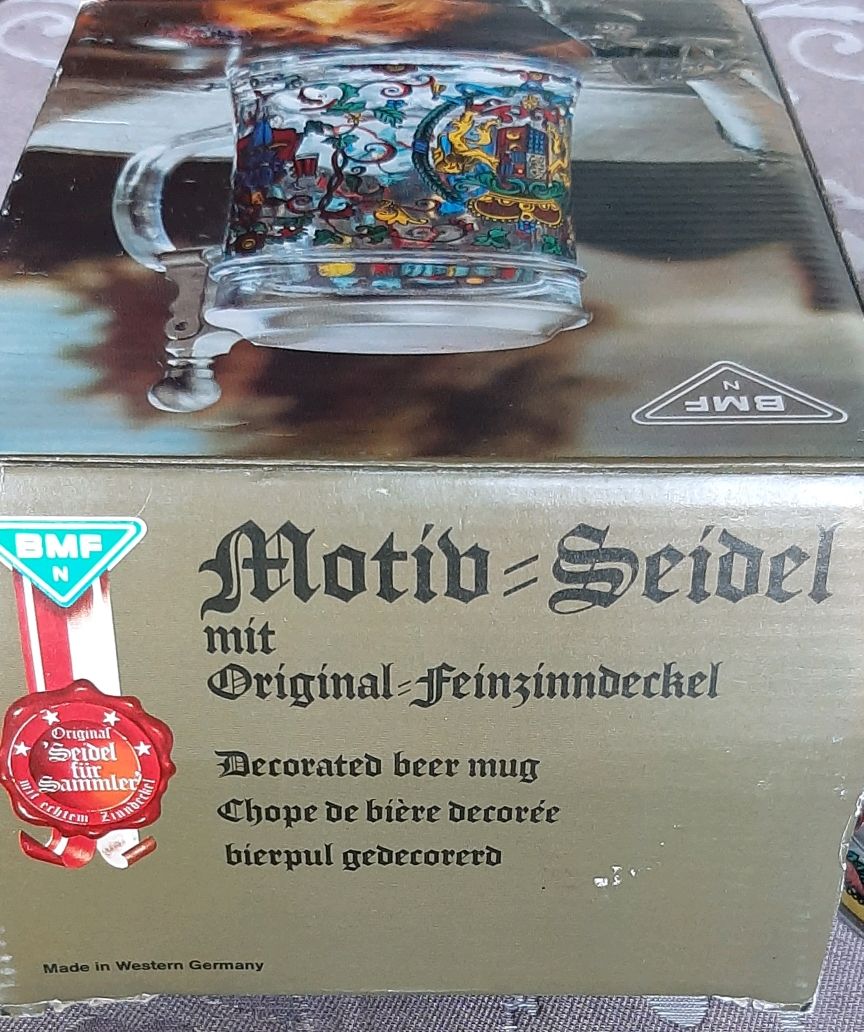 BMF
N
BMF
N
Motiv=Seidel
mit
Original=Feinzinndeckel
Original
"Seidel
für
Sammler"
mit echtem Zinndeckel
Decorated beer mug
Chope de bière decorée
bierpul gedecorerd
Made in Western Germany